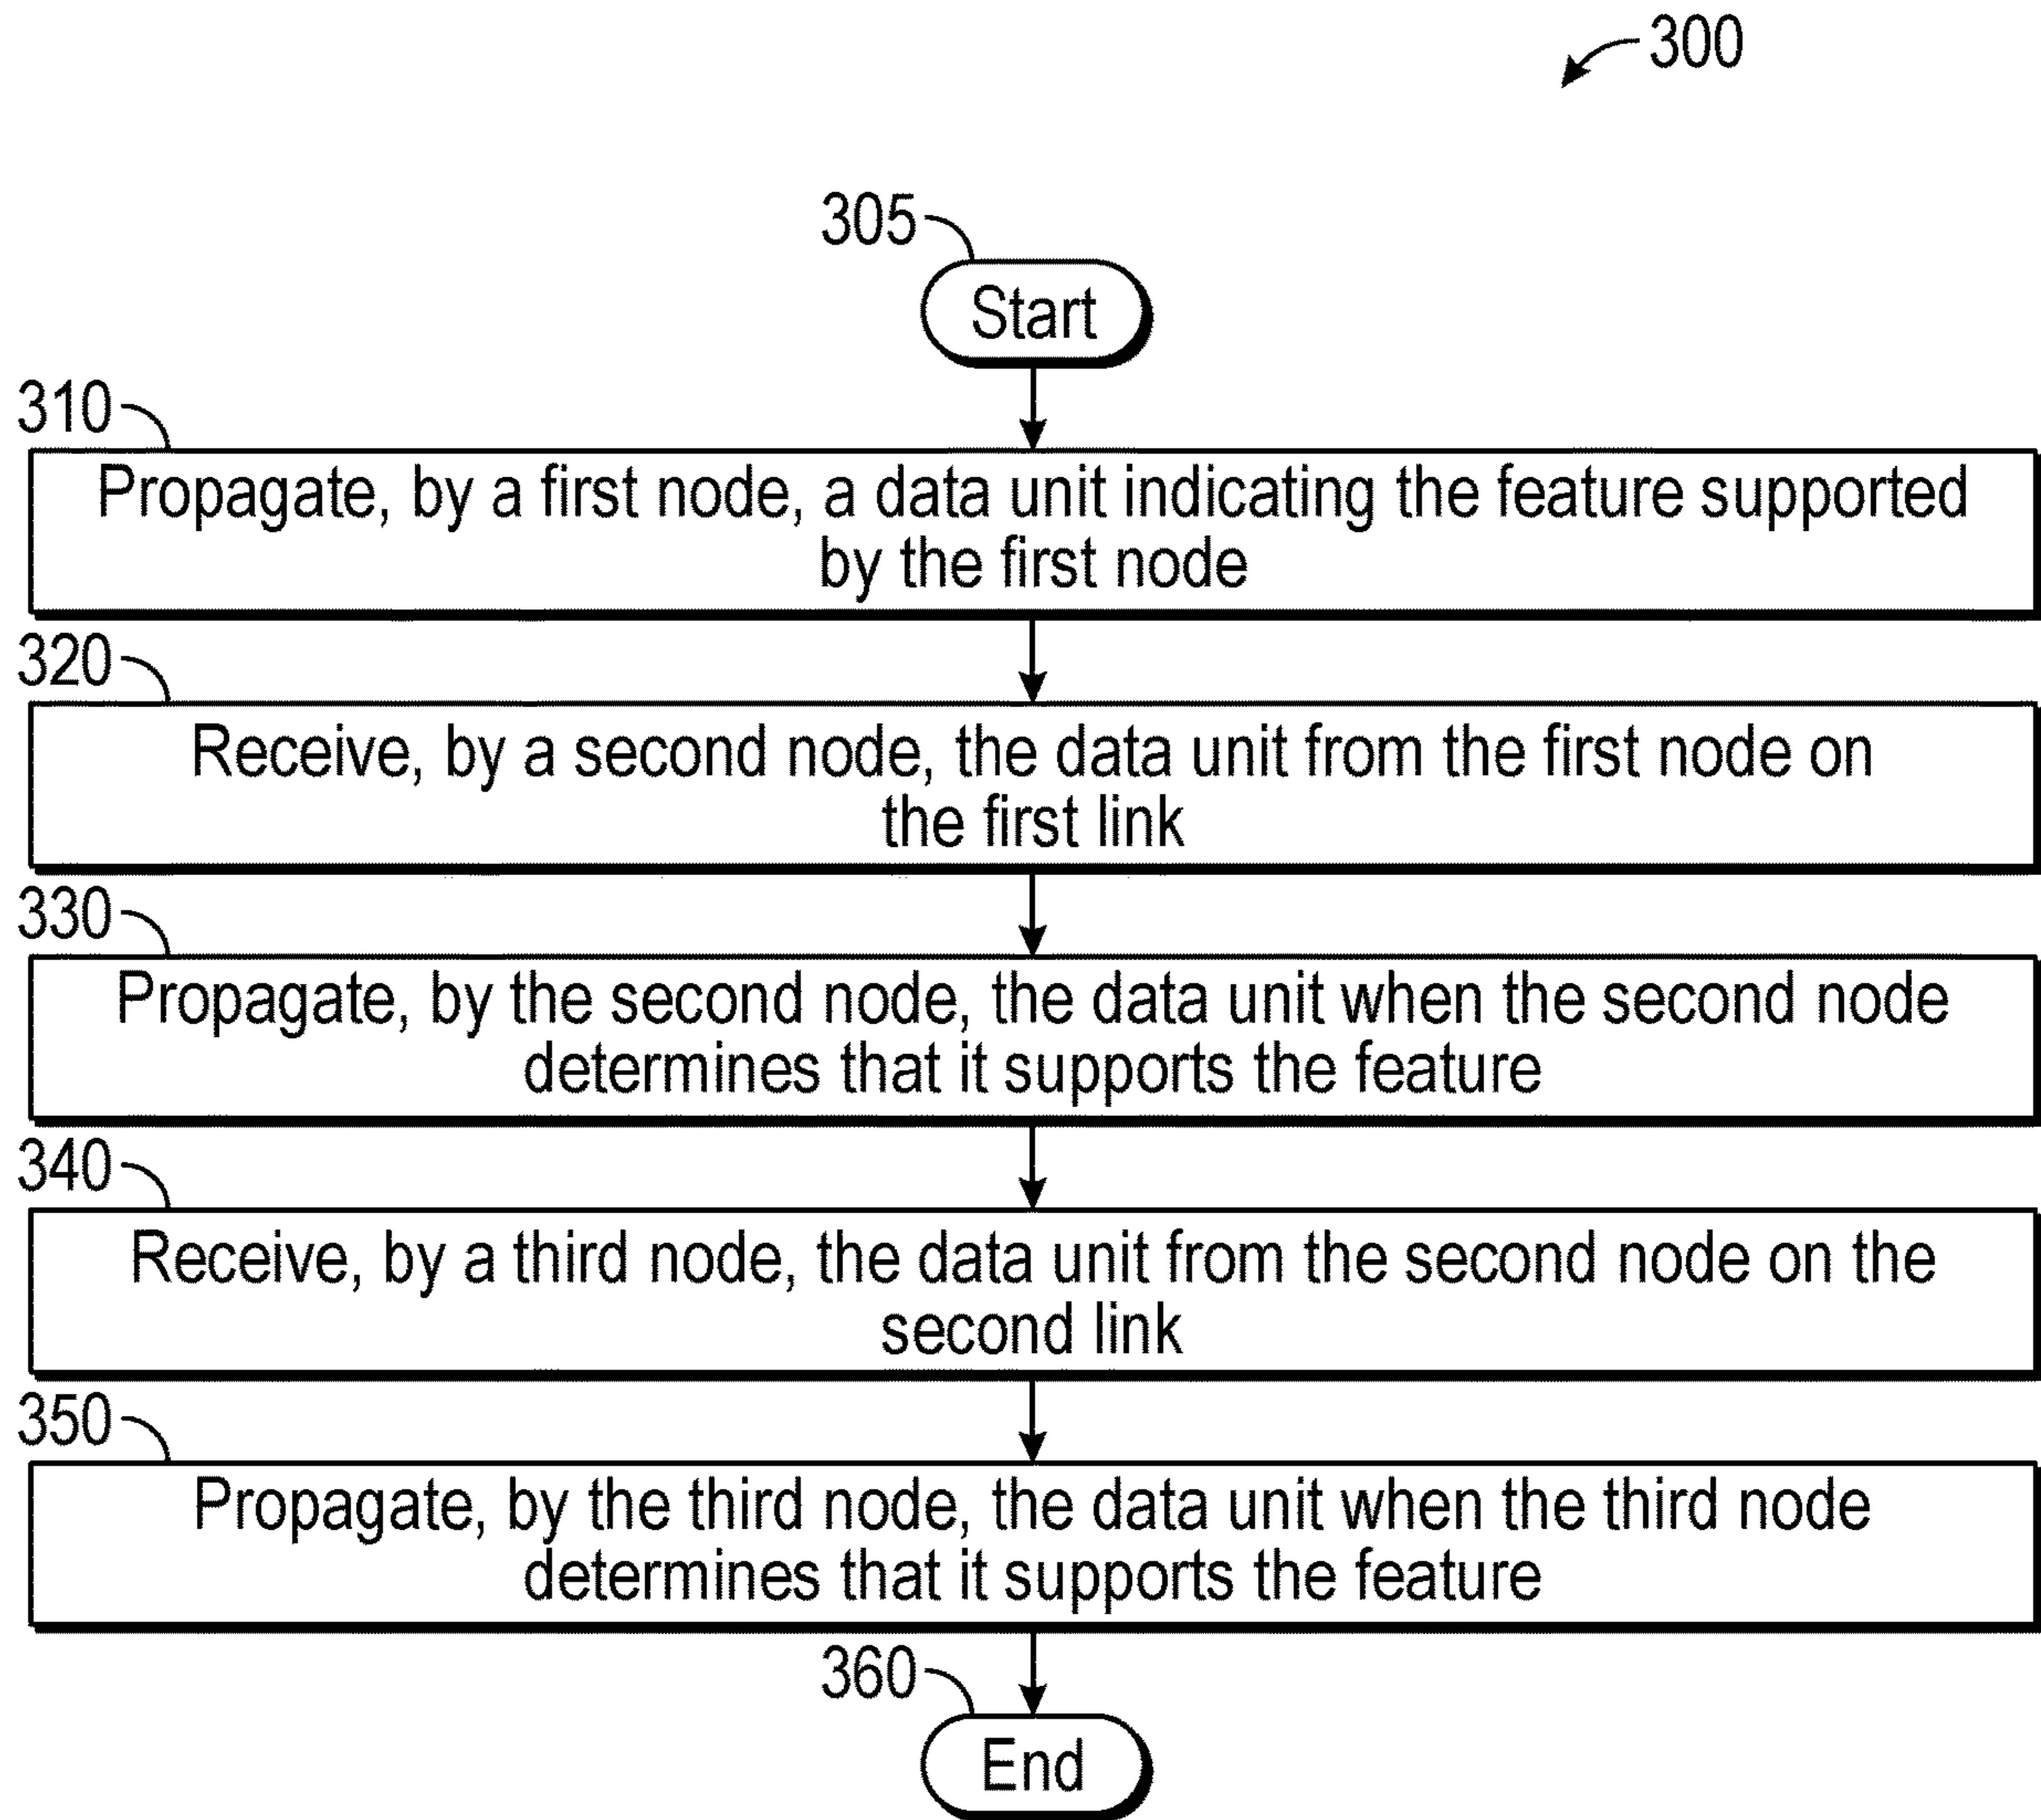 300
305
Start
310
Propagate, by a first node, a data unit indicating the feature supported
by the first node
320
Receive, by a second node, the data unit from the first node on
the first link
330
Propagate, by the second node, the data unit when the second node
determines that it supports the feature
340
Receive, by a third node, the data unit from the second node on the
second link
350
Propagate, by the third node, the data unit when the third node
determines that it supports the feature
360
End